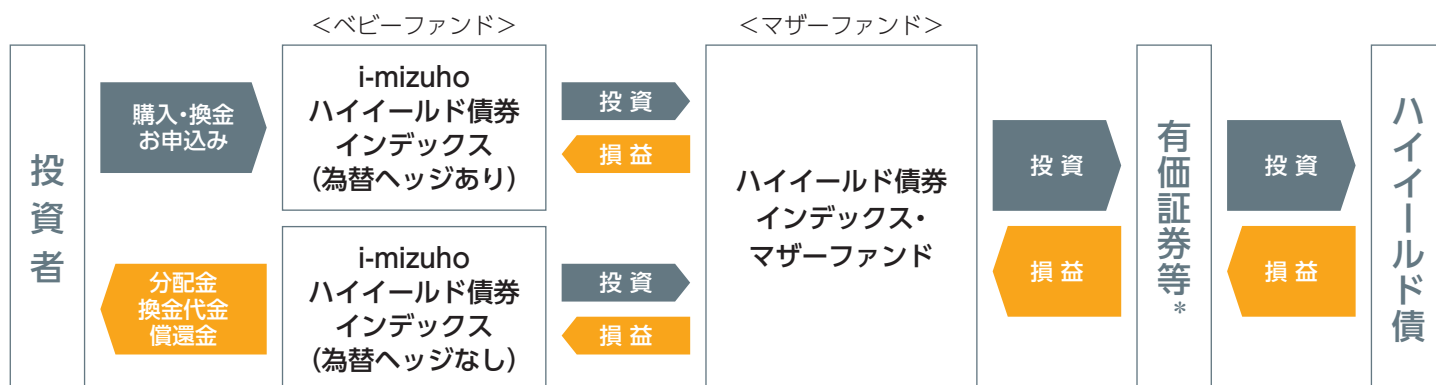 <ベビーファンド>
<マザーファンド>
投資者
購入・換金
お申込み
分配金
換金代金
償還金
i-mizuho
ハイイールド債券
インデックス
(為替ヘッジあり)
i-mizuho
ハイイールド債券
インデックス
(為替ヘッジなし)
投 資
損 益
投 資
損 益
ハイイールド債券
インデックス・
マザーファンド
投 資
損 益
有価証券等*
投 資
損 益
ハイイールド債